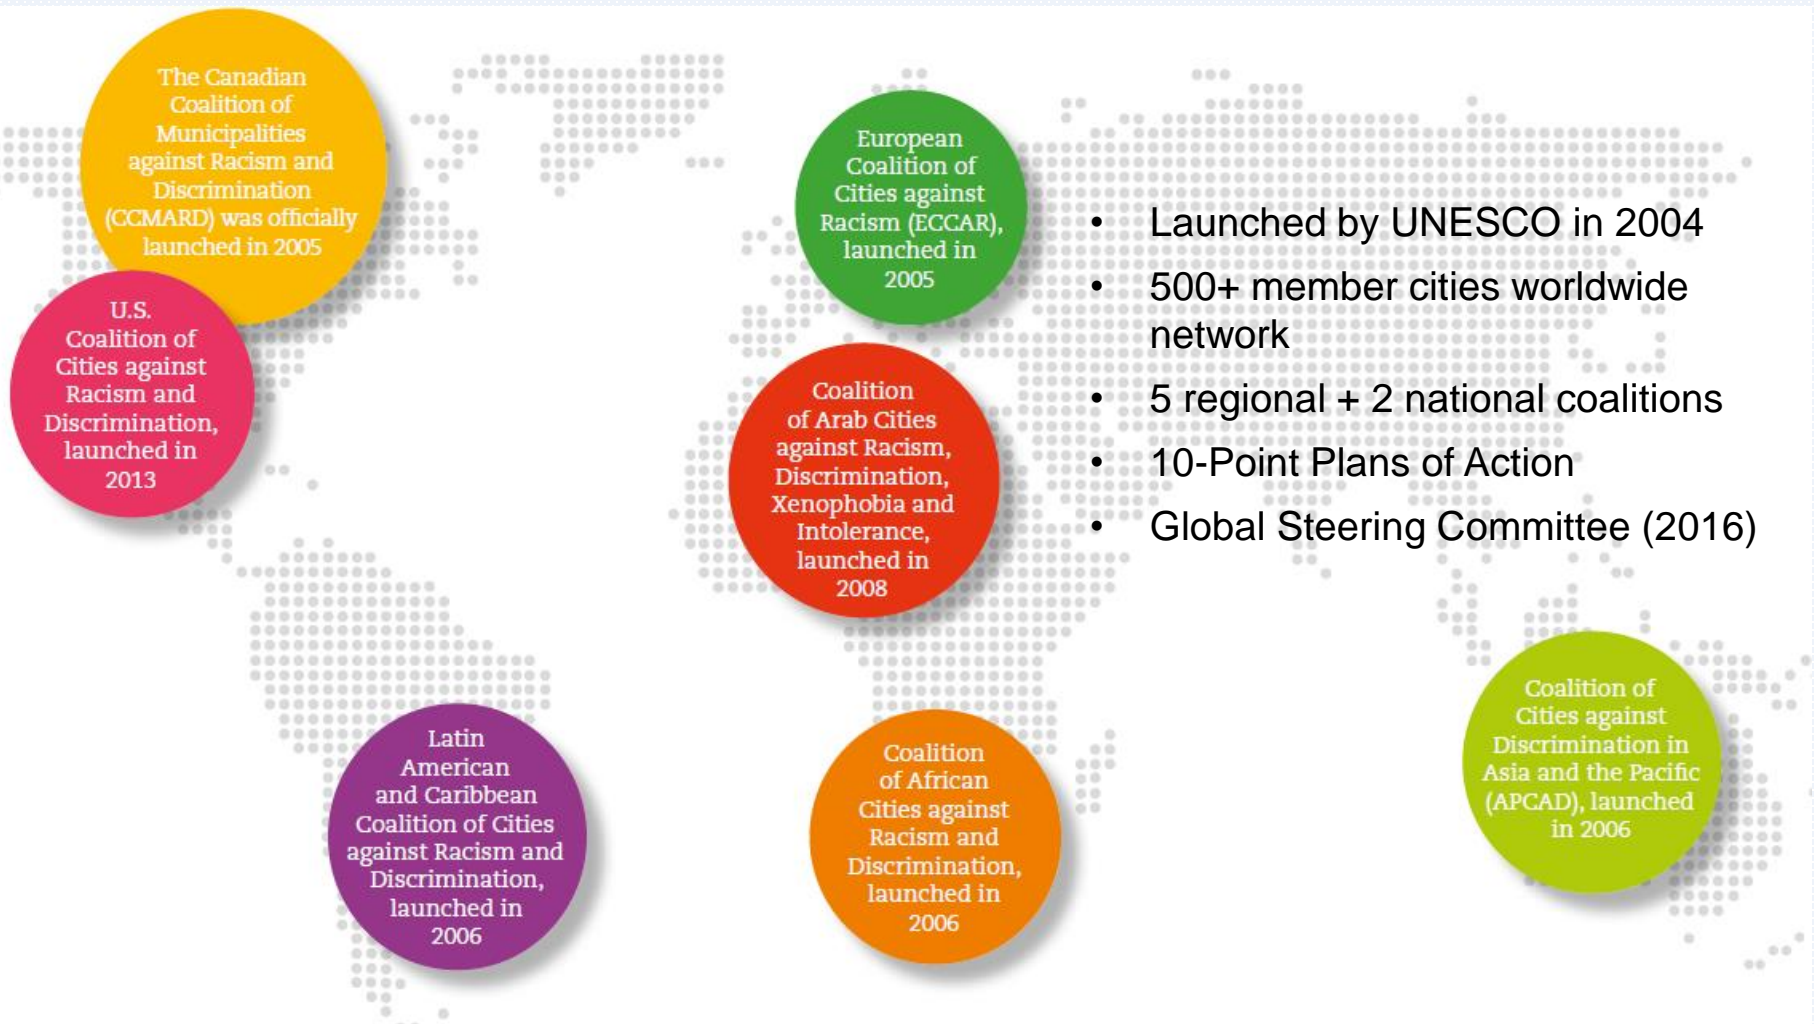 The Canadian
Coalition of
Municipalities
against Racism and
Discrimination
(CCMARD) was officially
launched in 2005
U.S.
Coalition of
Cities against
Racism and
Discrimination,
launched in
2013
European
Coalition of
Cities against
Racism (ECCAR),
launched in
2005
Coalition
of Arab Cities
against Racism,
Discrimination,
Xenophobia and
Intolerance,
launched in
2008
• Launched by UNESCO in 2004
• 500+ member cities worldwide
network
• 5 regional + 2 national coalitions
• 10-Point Plans of Action
• Global Steering Committee (2016)
Latin
American
and Caribbean
Coalition of Cities
against Racism and
Discrimination,
launched in
2006
Coalition
of African
Cities against
Racism and
Discrimination,
launched in
2006
Coalition of
Cities against
Discrimination in
Asia and the Pacific
(APCAD), launched
in 2006